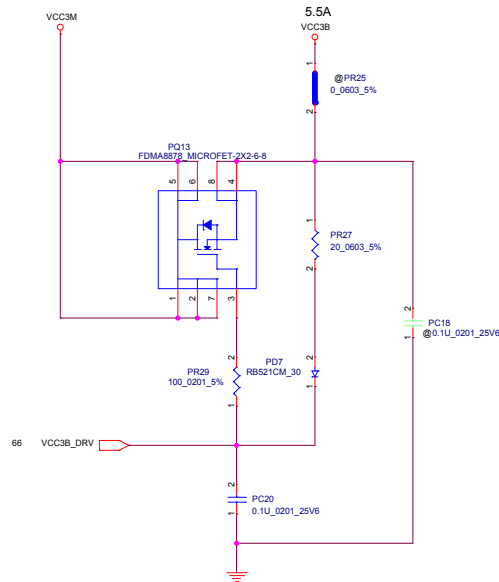 5.5A
VCC3M
VCC3B
1
@PR25
0_0603_5%
2
PQ13
FDMA8878_MICROFET-2X2-6-8
5
6
8
4
1
PR27
20_0603_5%
2
1
2
7
3
2
PC18
@0.1U_0201_25V6
1
2
PR29
100_0201_5%
1
PD7
RB521CM_30
2
1
66
VCC3B_DRV
2
PC20
0.1U_0201_25V6
1